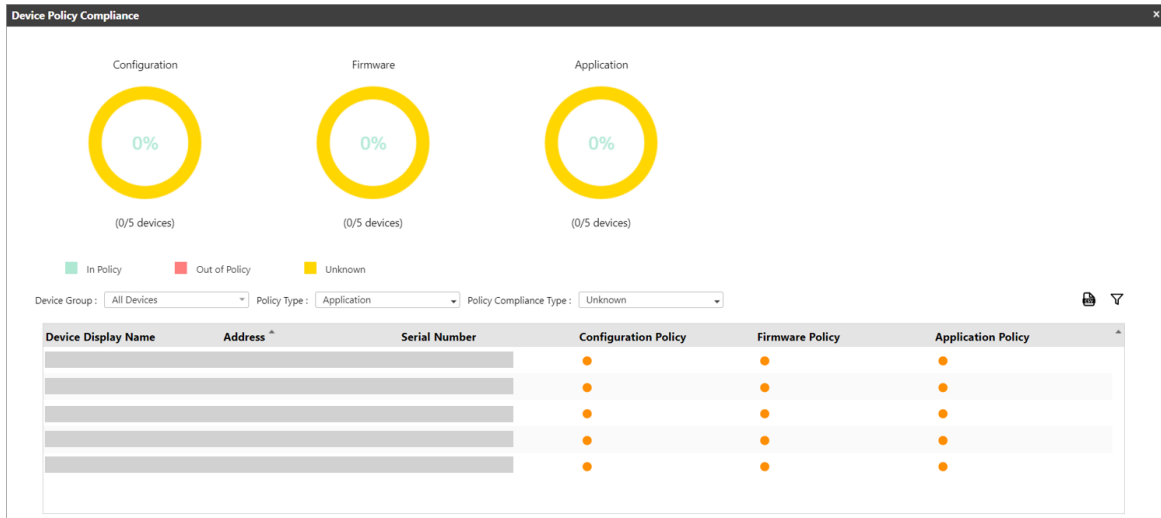 Device Policy Compliance ×
Configuration Firmware Application
0% 0% 0%
(0/5 devices) (0/5 devices) (0/5 devices)
In Policy Out of Policy Unknown
Device Group : All Devices Policy Type : Application Policy Compliance Type : Unknown CSV
Device Display Name Address Serial Number Configuration Policy Firmware Policy Application Policy